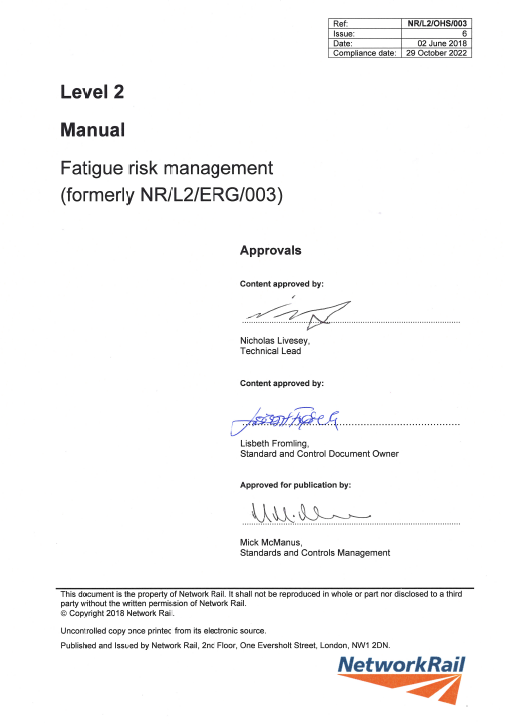 Ref: NR/L2/OHS/003
Issue: 6
Date: 02 June 2018
Compliance date: 29 October 2022
Level 2
Manual
Fatigue risk management
(formerly NR/L2/ERG/003)
Approvals
Content approved by:
Nicholas Livesey,
Technical Lead
Content approved by:
Lisbeth Fromling,
Standard and Control Document Owner
Approved for publication by:
Mick McManus,
Standards and Controls Management
This document is the property of Network Rail. It shall not be reproduced in whole or part nor disclosed to a third
party without the written permission of Network Rail.
© Copyright 2018 Network Rail.
Uncontrolled copy once printed from its electronic source.
Published and Issued by Network Rail, 2nd Floor, One Eversholt Street, London, NW1 2DN.
NetworkRail